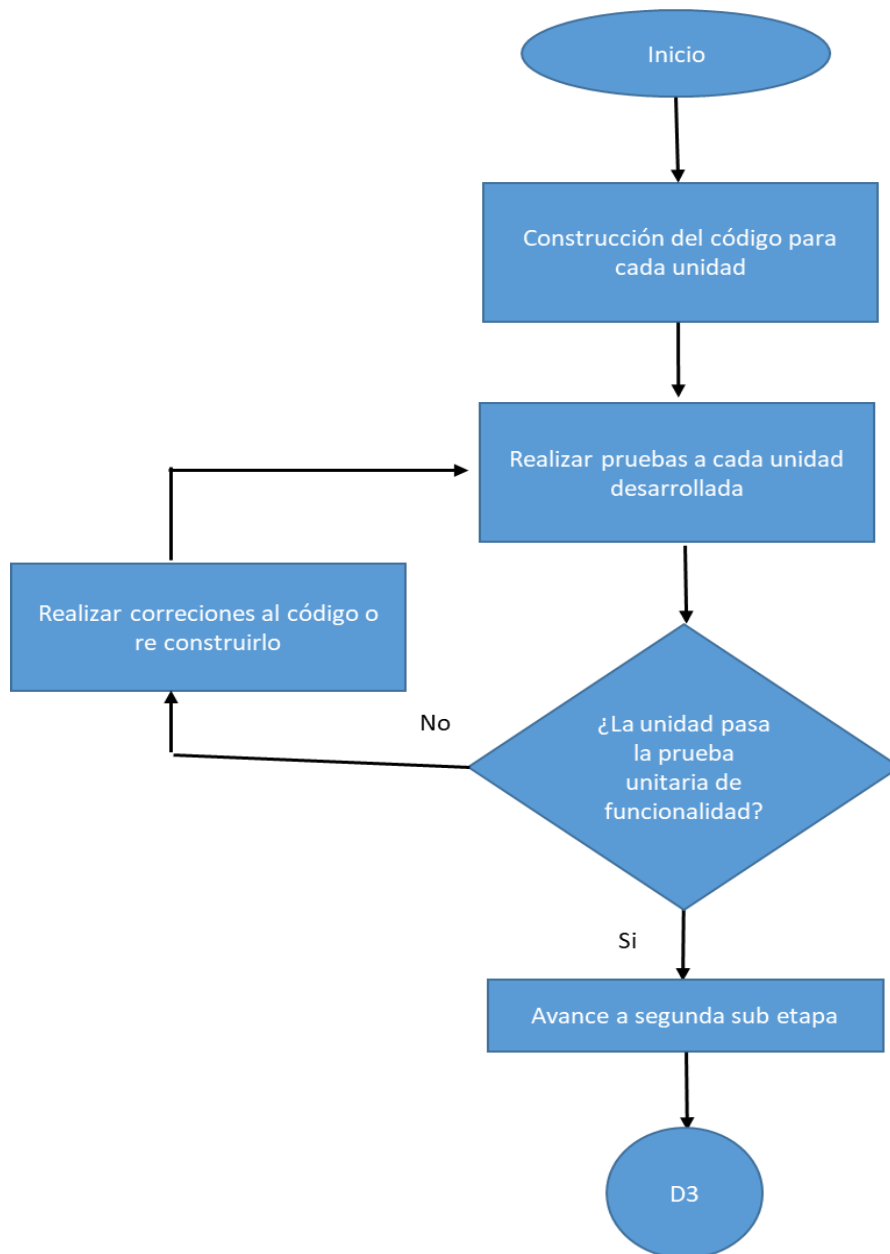 Inicio
Construcción del código para
cada unidad
Realizar pruebas a cada unidad
desarrollada
Realizar correciones al código o
re construirlo
No
¿La unidad pasa
la prueba
unitaria de
funcionalidad?
Si
Avance a segunda sub etapa
D3